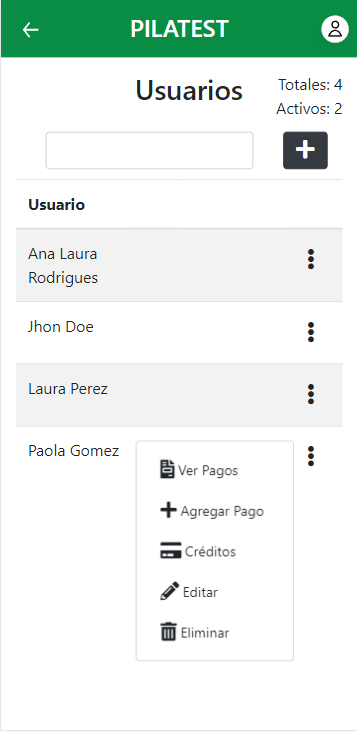 PILATEST
Usuarios
Totales: 4
Activos: 2
Usuario
Ana Laura
Rodrigues
Jhon Doe
Laura Perez
Paola Gomez
Ver Pagos
Agregar Pago
Créditos
Editar
Eliminar